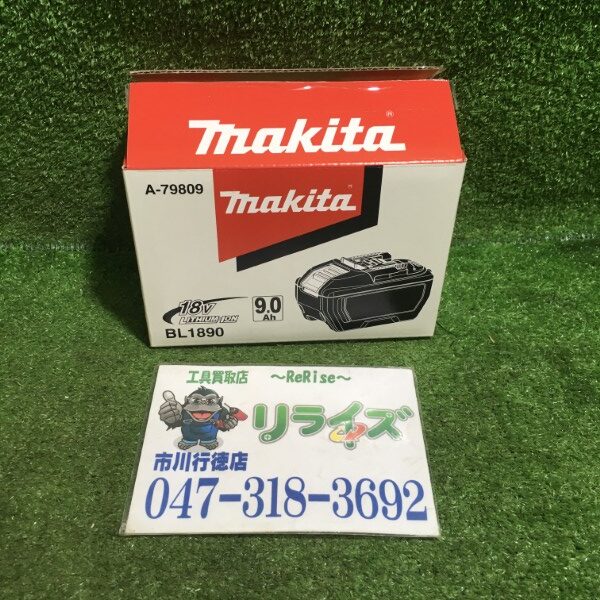 makita®
A-79809
makita®
18V
LITHIUM ION
9.0
Ah
BL1890
工具買取店 ～ReRise～
リライズ
市川行徳店
047-318-3692